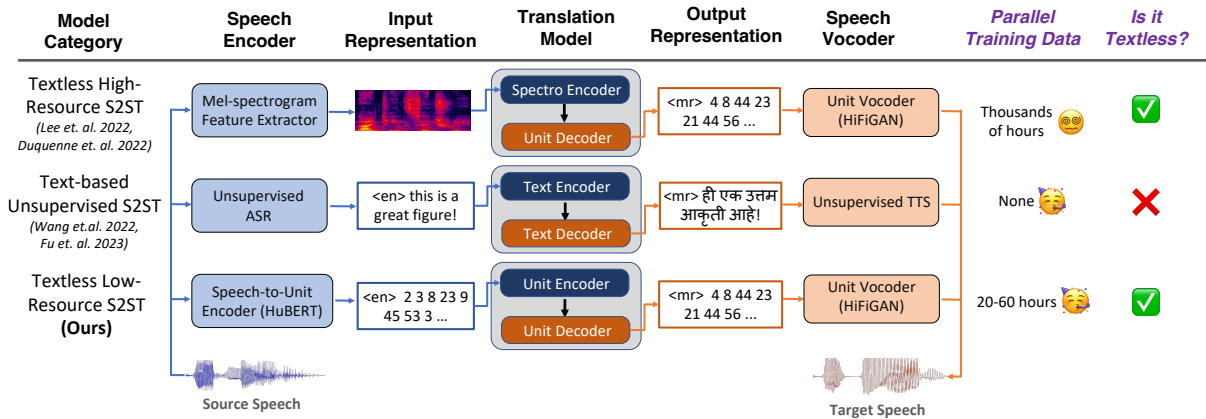 Model Category
Speech Encoder
Input Representation
Translation Model
Output Representation
Speech Vocoder
Parallel Training Data
Is it Textless?
Textless High-
Resource S2ST
(Lee et. al. 2022,
Duquenne et. al. 2022)
Mel-spectrogram
Feature Extractor
Spectro Encoder
Unit Decoder
<mr> 4 8 44 23
21 44 56 ...
Unit Vocoder
(HiFiGAN)
Thousands
of hours
Text-based
Unsupervised S2ST
(Wang et.al. 2022,
Fu et. al. 2023)
Unsupervised
ASR
<en> this is a
great figure!
Text Encoder
Text Decoder
<mr> ही एक उत्तम
आकृती आहे!
Unsupervised TTS
None
Textless Low-
Resource S2ST
(Ours)
Speech-to-Unit
Encoder (HuBERT)
<en> 2 3 8 23 9
45 53 3 ...
Unit Encoder
Unit Decoder
<mr> 4 8 44 23
21 44 56 ...
Unit Vocoder
(HiFiGAN)
20-60 hours
Source Speech
Target Speech